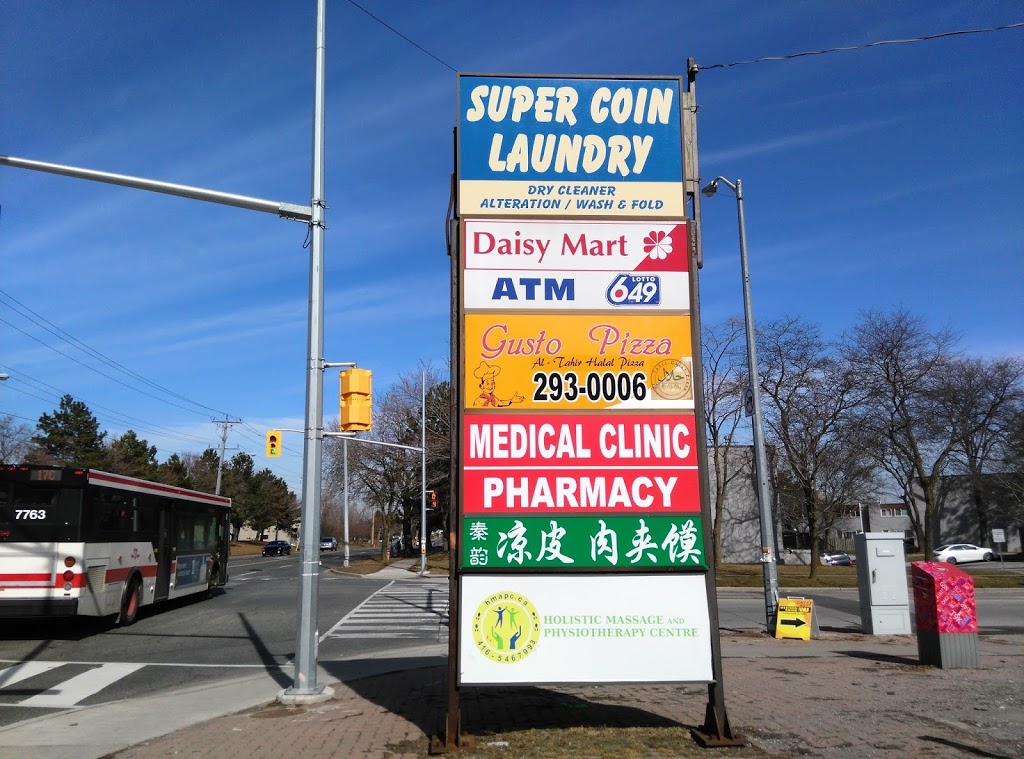 SUPER COIN
LAUNDRY
DRY CLEANER
ALTERATION / WASH & FOLD
Daisy Mart
ATM
LOTTO
649
Gusto Pizza
Al-Tahir Halal Pizza
293-0006
MEDICAL CLINIC
PHARMACY
秦韵
凉皮 肉夹馍
hmapc.ca
HOLISTIC MASSAGE AND
PHYSIOTHERAPY CENTRE
416-5467993
7763